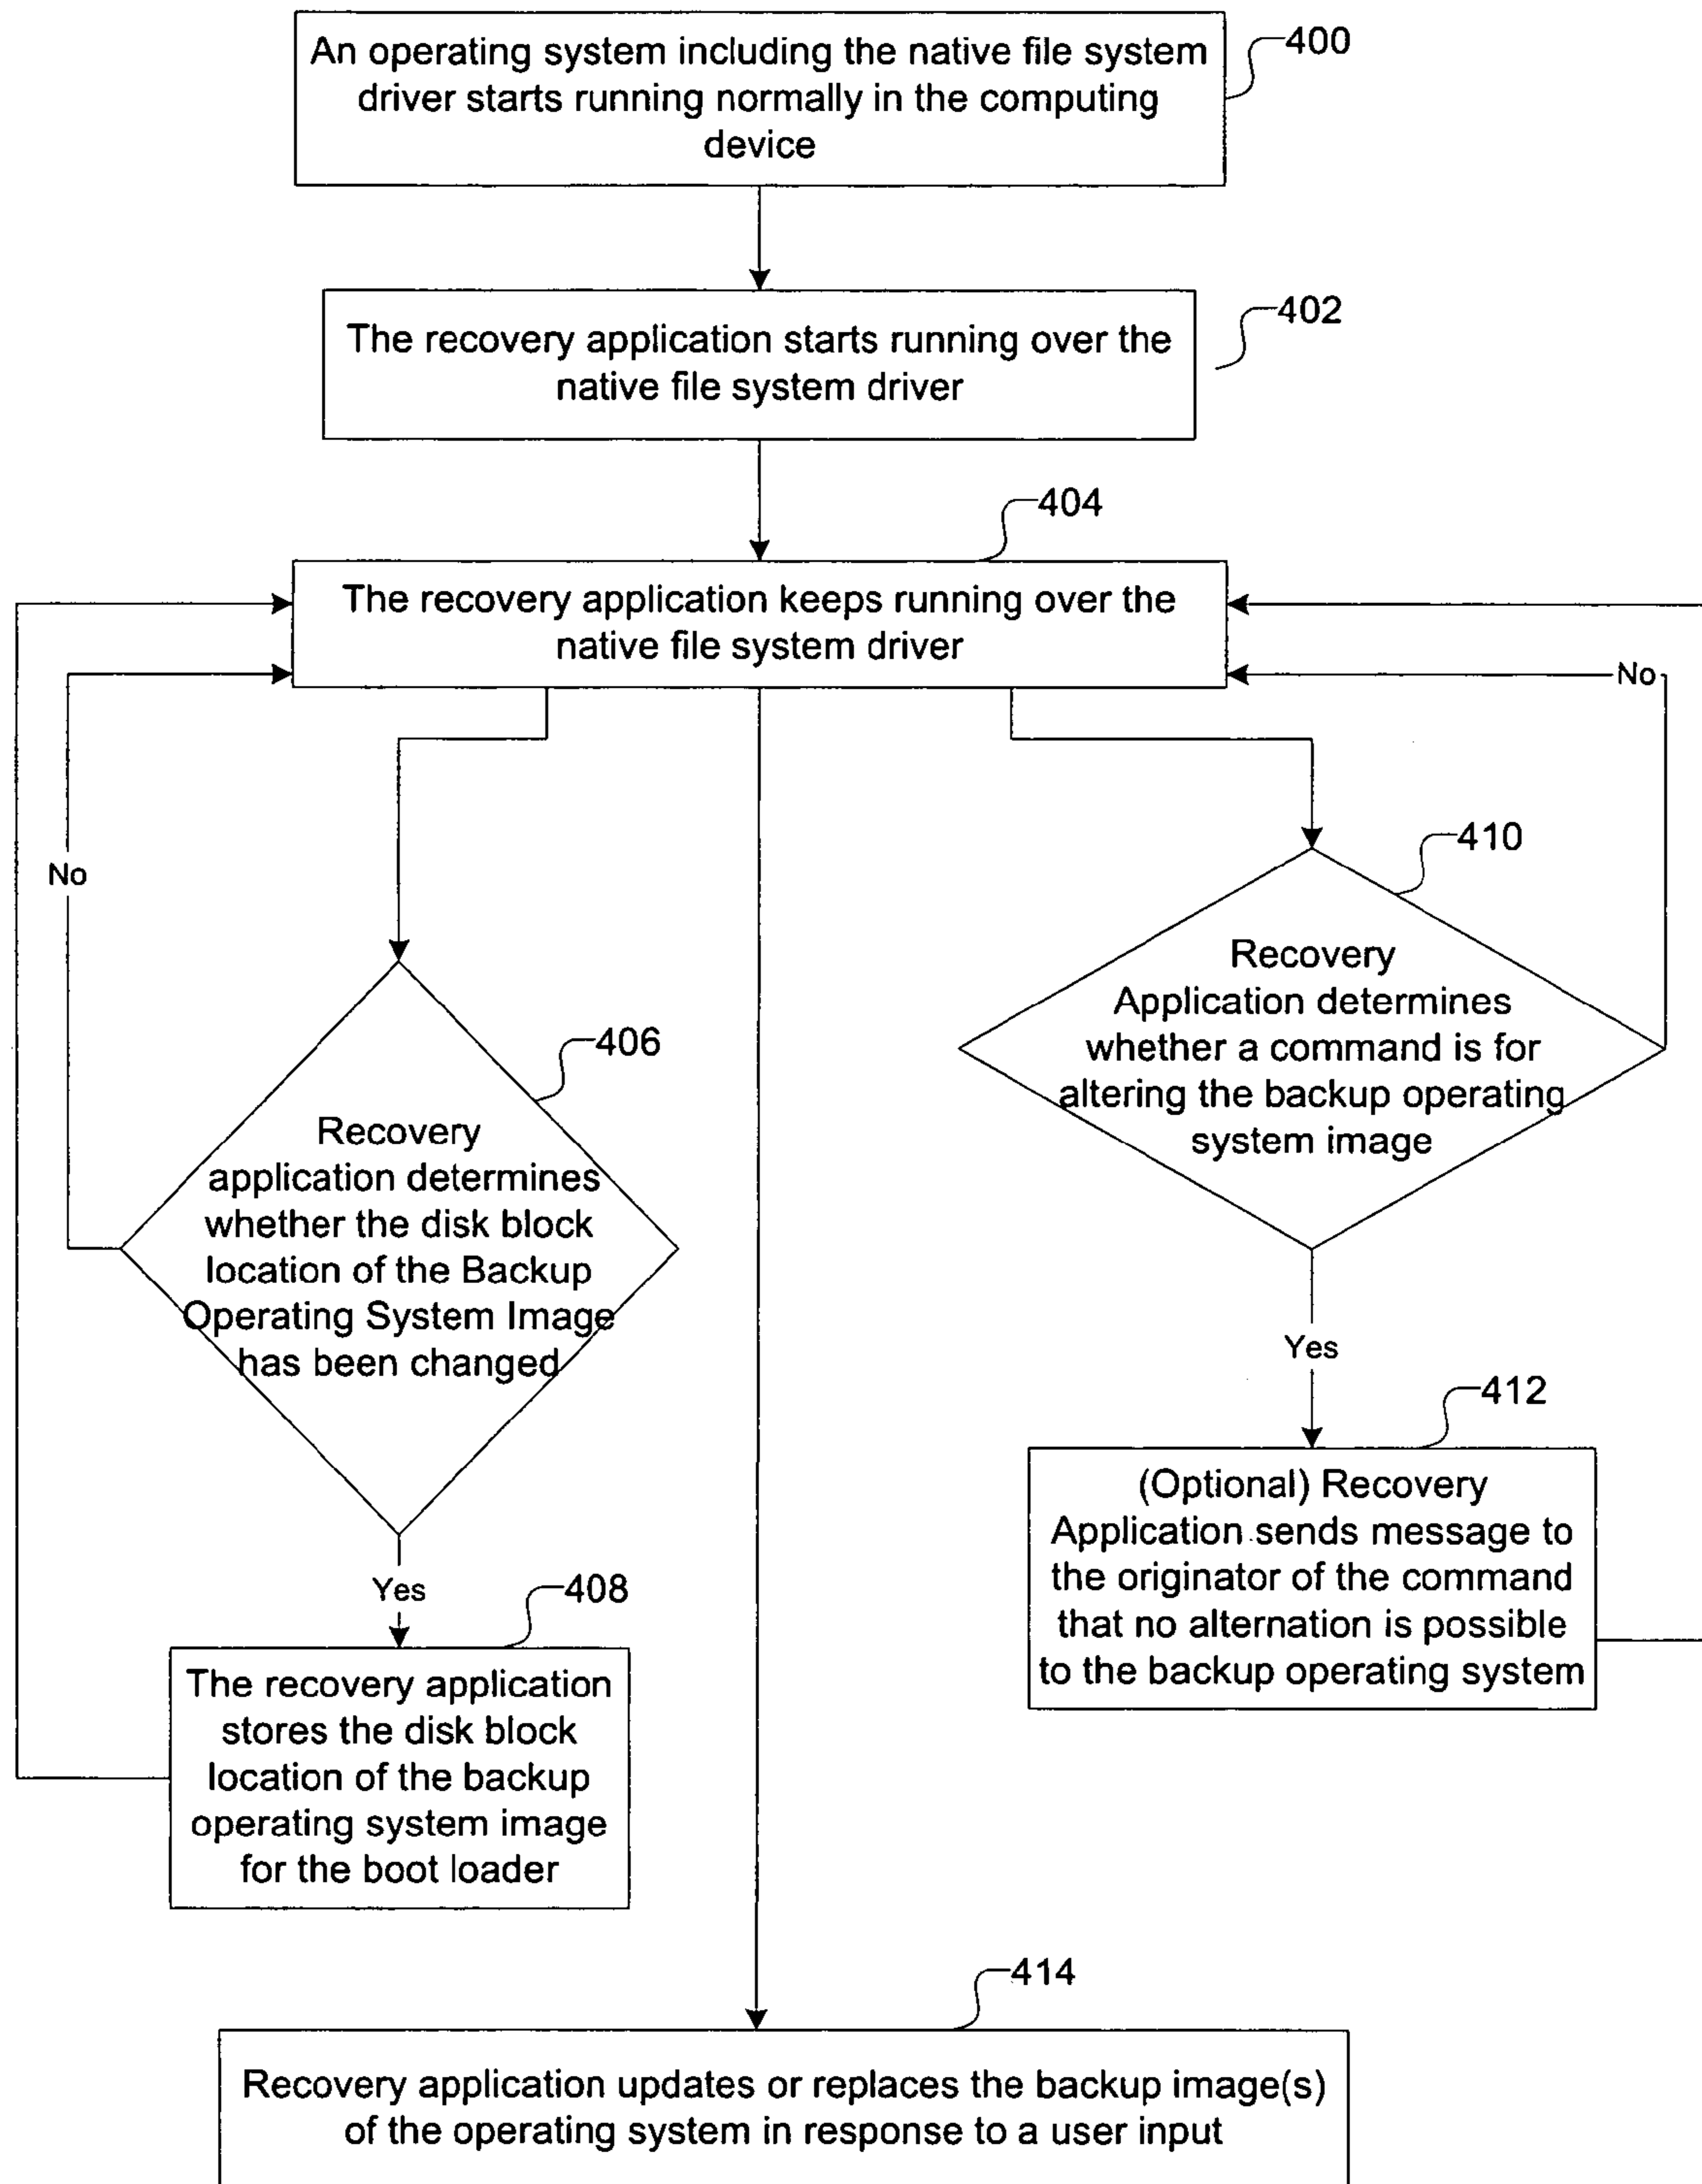 An operating system including the native file system
driver starts running normally in the computing
device
400
The recovery application starts running over the
native file system driver
402
404
The recovery application keeps running over the
native file system driver
No
No
410
Recovery
Application determines
whether a command is for
altering the backup operating
system image
406
Recovery
application determines
whether the disk block
location of the Backup
Operating System Image
has been changed
Yes
412
(Optional) Recovery
Application sends message to
the originator of the command
that no alternation is possible
to the backup operating system
Yes
408
The recovery application
stores the disk block
location of the backup
operating system image
for the boot loader
414
Recovery application updates or replaces the backup image(s)
of the operating system in response to a user input